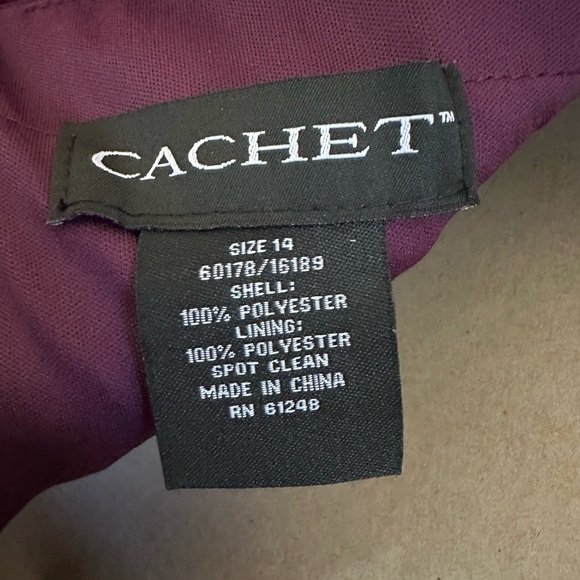 CACHET™
SIZE 14
60178/16189
SHELL:
100% POLYESTER
LINING:
100% POLYESTER
SPOT CLEAN
MADE IN CHINA
RN 61248